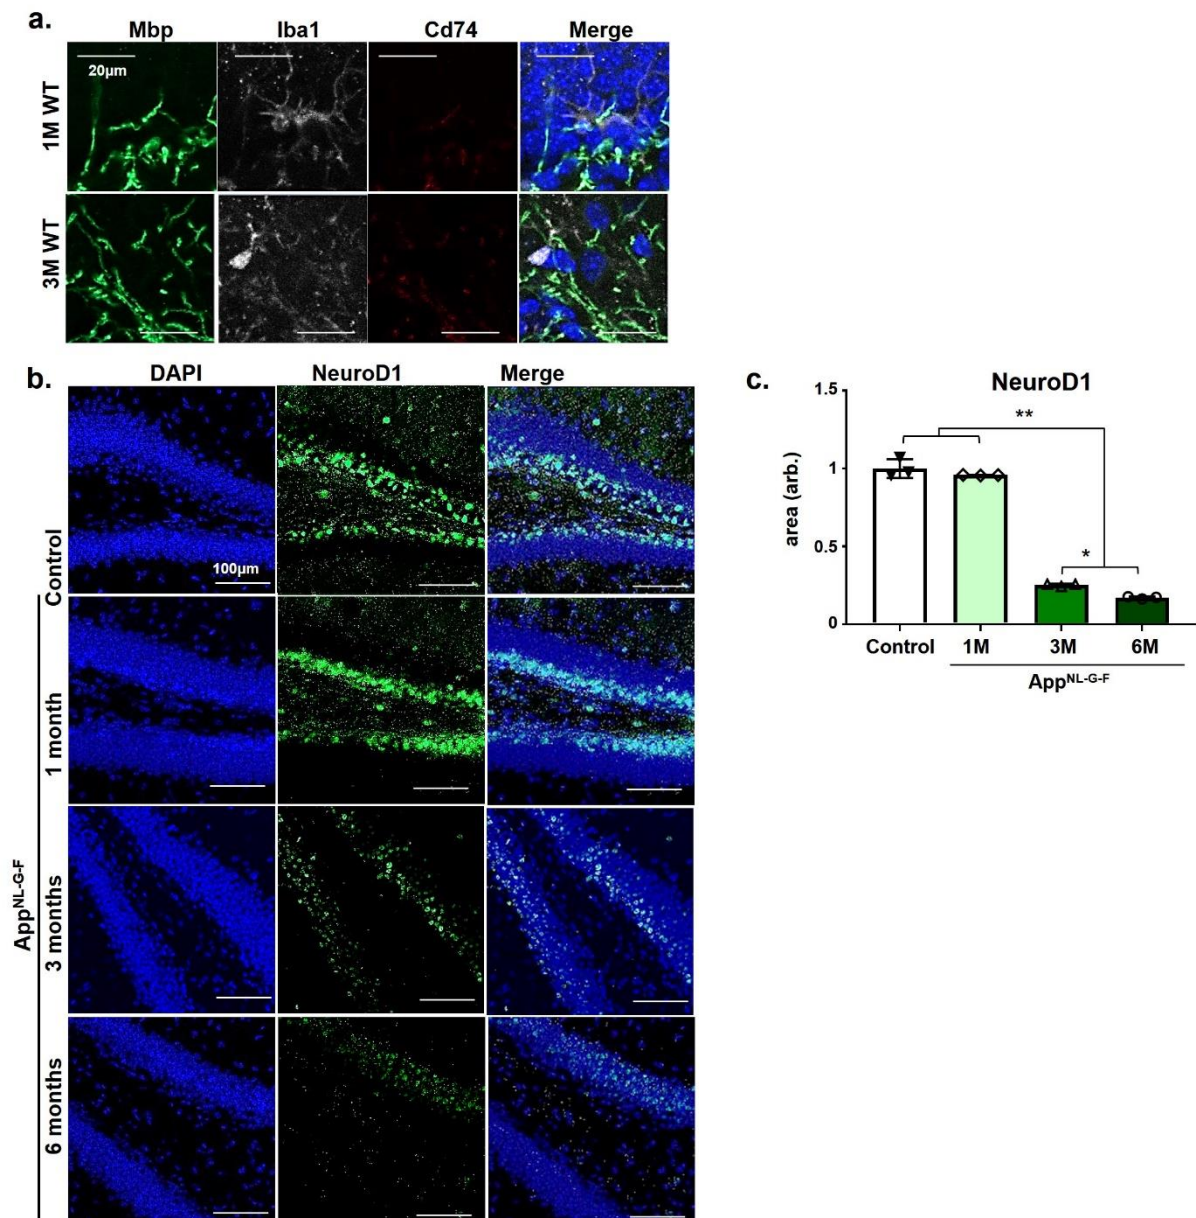 a.
Mbp Iba1 Cd74 Merge
20µm
1M WT
3M WT
b.
DAPI NeuroD1 Merge
Control
100µm
App^NL-G-F
1 month
3 months
6 months
c.
NeuroD1
area (arb.)
1.5
1
0.5
0
**
*
Control 1M 3M 6M
App^NL-G-F